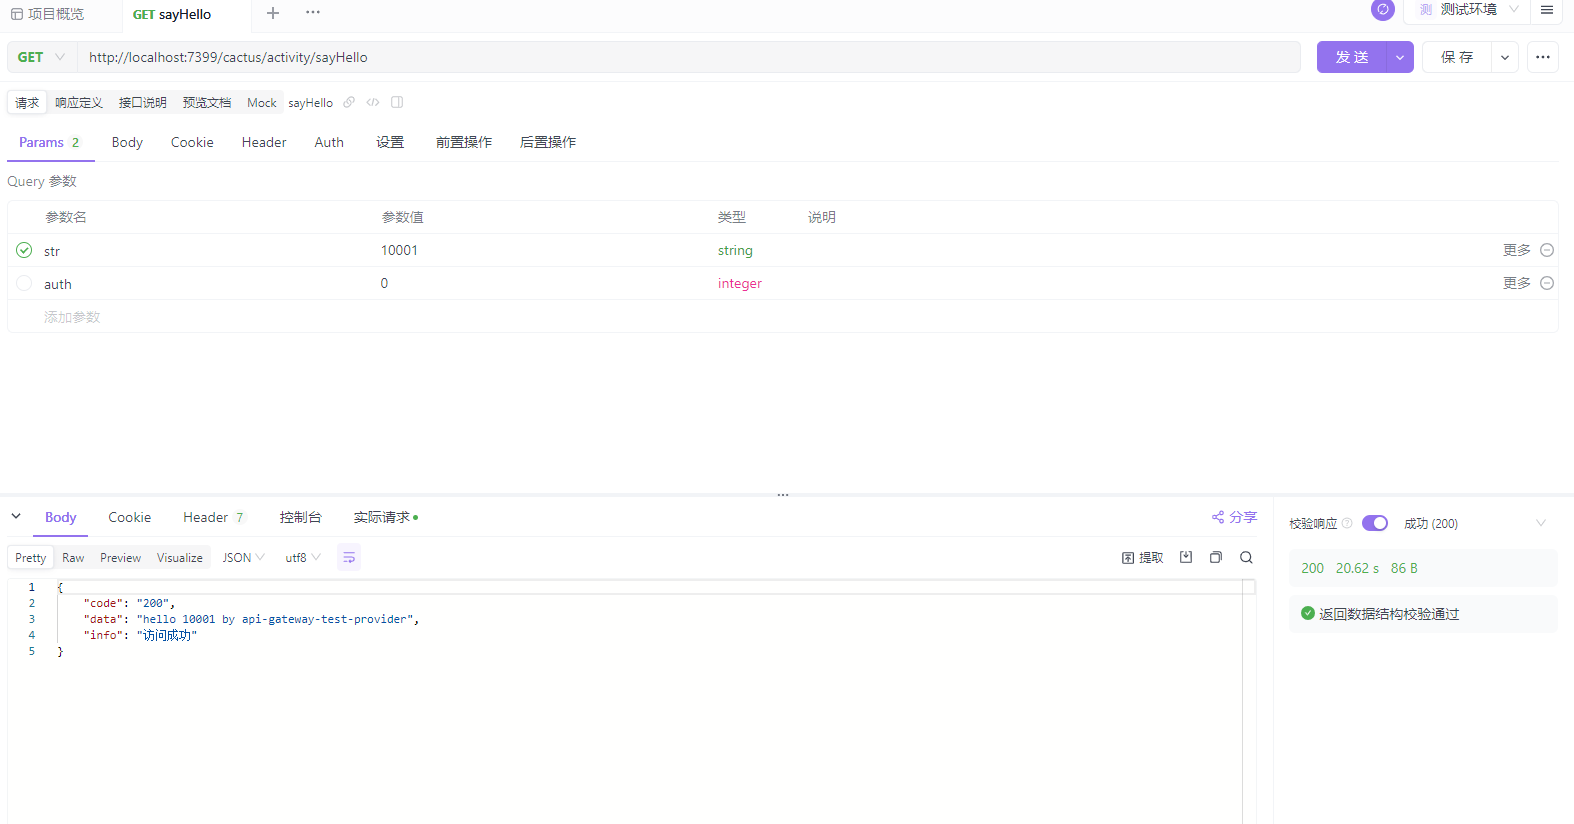 项目概览
GET sayHello
测 测试环境
GET http://localhost:7399/cactus/activity/sayHello
发 送
保 存
请求 响应定义 接口说明 预览文档 Mock sayHello
Params 2 Body Cookie Header Auth 设置 前置操作 后置操作
Query 参数
参数名 参数值 类型 说明
str 10001 string 更多
auth 0 integer 更多
添加参数
Body Cookie Header 7 控制台 实际请求 分享
校验响应 成功 (200)
Pretty Raw Preview Visualize JSON utf8 提取
200 20.62 s 86 B
1 {
2 "code": "200",
3 "data": "hello 10001 by api-gateway-test-provider",
4 "info": "访问成功"
5 }
返回数据结构校验通过